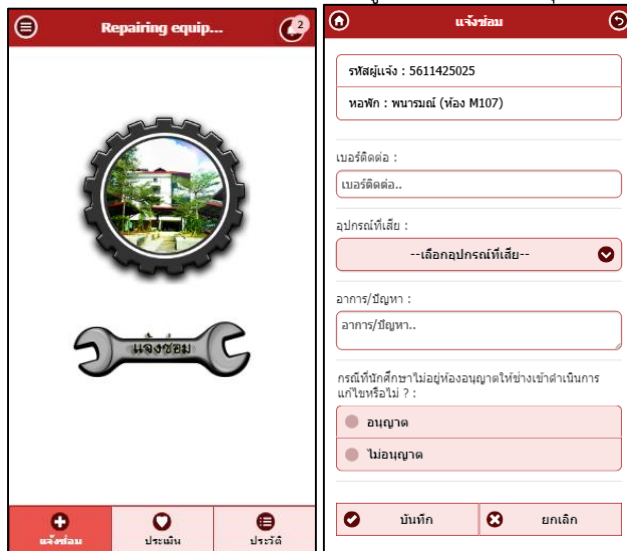 Repairing equip...
2
แจ้งซ่อม
แจ้งซ่อม
ประเมิน
ประวัติ
แจ้งซ่อม
รหัสผู้แจ้ง : 5611425025
หอพัก : พนารมณ์ (ห้อง M107)
เบอร์ติดต่อ :
เบอร์ติดต่อ..
อุปกรณ์ที่เสีย :
--เลือกอุปกรณ์ที่เสีย--
อาการ/ปัญหา :
อาการ/ปัญหา..
กรณีที่นักศึกษาไม่อยู่ห้องอนุญาตให้ช่างเข้าดำเนินการ
แก้ไขหรือไม่ ? :
อนุญาต
ไม่อนุญาต
บันทึก
ยกเลิก